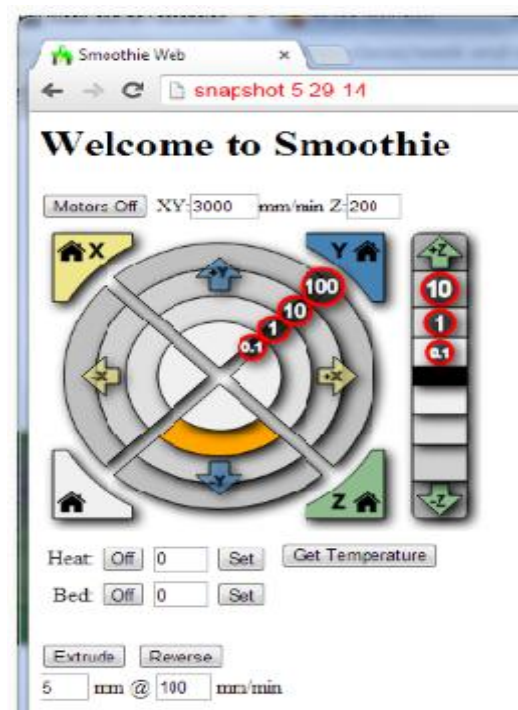 Smoothie Web
snapshot 5 29 14
Welcome to Smoothie
Motors Off XY: 3000 mm/min Z: 200
X
Y
+Y
100
10
1
0.1
-X
+X
-Y
Z
+Z
10
1
0.1
-Z
Heat: Off 0 Set Get Temperature
Bed: Off 0 Set
Extrude Reverse
5 mm @ 100 mm/min